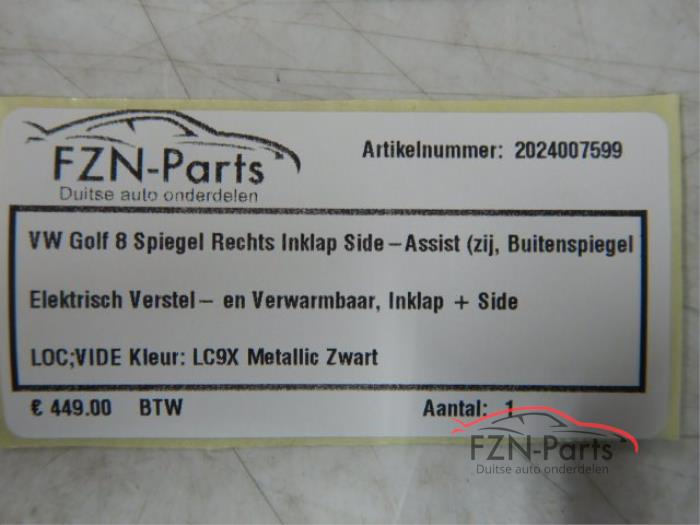 FZN-Parts
Duitse auto onderdelen
Artikelnummer: 2024007599
VW Golf 8 Spiegel Rechts Inklap Side-Assist (zij, Buitenspiegel
Elektrisch Verstel- en Verwarmbaar, Inklap + Side
LOC;VIDE Kleur: LC9X Metallic Zwart
€ 449.00 BTW
Aantal: 1
FZN-Parts
Duitse auto onderdelen